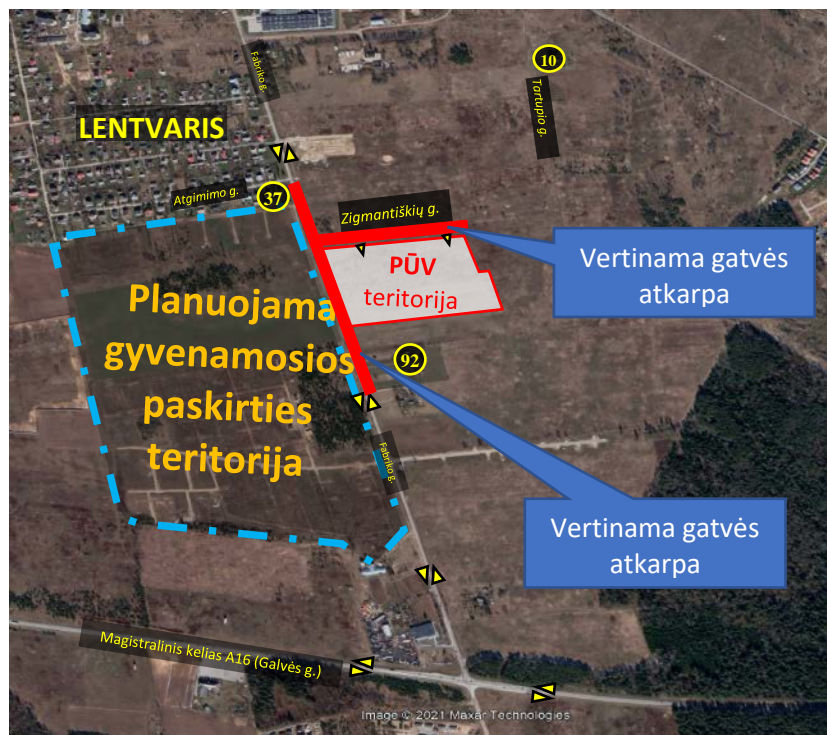 Fabriko g.
10
Tartupio g.
LENTVARIS
Atgimimo g.
37
Zigmantiškių g.
PŪV
teritorija
Vertinama gatvės
atkarpa
Planuojama
gyvenamosios
paskirties
teritorija
92
Fabriko g.
Vertinama gatvės
atkarpa
Magistralinis kelias A16 (Galvės g.)
Image © 2021 Maxar Technologies